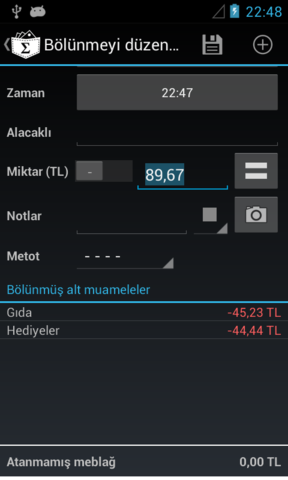 22:48
Bölünmeyi düzen...
Zaman 22:47
Alacaklı
Miktar (TL) - 89,67
Notlar
Metot - - - -
Bölünmüş alt muameleler
Gıda -45,23 TL
Hediyeler -44,44 TL
Atanmamış meblağ 0,00 TL